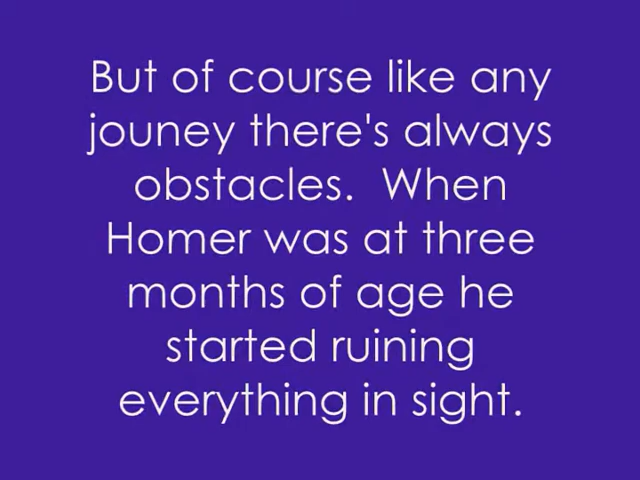 But of course like any
jouney there's always
obstacles.  When
Homer was at three
months of age he
started ruining
everything in sight.